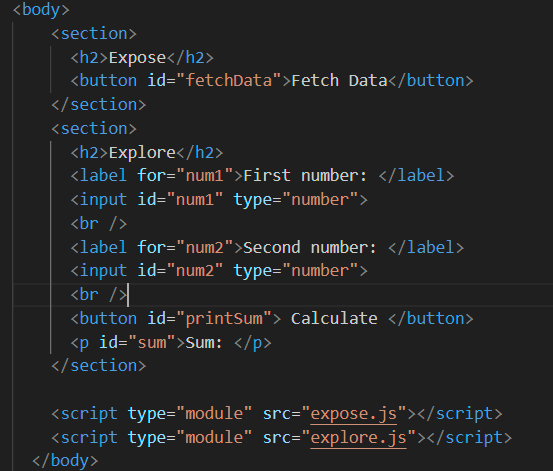 <body>
<section>
<h2>Expose</h2>
<button id="fetchData">Fetch Data</button>
</section>
<section>
<h2>Explore</h2>
<label for="num1">First number: </label>
<input id="num1" type="number">
<br />
<label for="num2">Second number: </label>
<input id="num2" type="number">
<br />
<button id="printSum"> Calculate </button>
<p id="sum">Sum: </p>
</section>
<script type="module" src="expose.js"></script>
<script type="module" src="explore.js"></script>
</body>